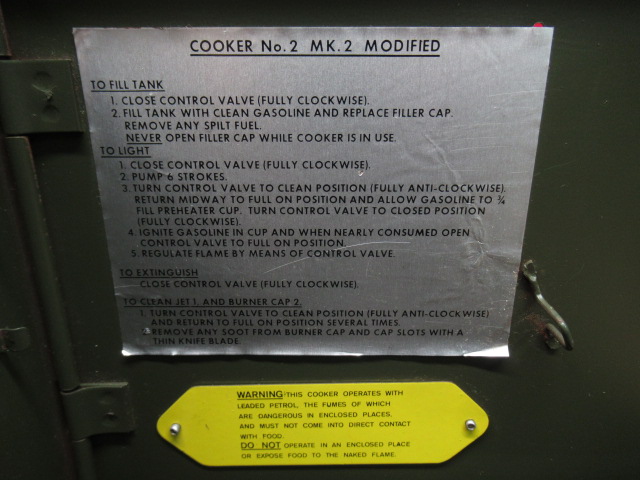 COOKER No.2 MK.2 MODIFIED
TO FILL TANK
1. CLOSE CONTROL VALVE (FULLY CLOCKWISE).
2. FILL TANK WITH CLEAN GASOLINE AND REPLACE FILLER CAP.
REMOVE ANY SPILT FUEL.
NEVER OPEN FILLER CAP WHILE COOKER IS IN USE.
TO LIGHT
1. CLOSE CONTROL VALVE (FULLY CLOCKWISE).
2. PUMP 6 STROKES.
3. TURN CONTROL VALVE TO CLEAN POSITION (FULLY ANTI-CLOCKWISE).
RETURN MIDWAY TO FULL ON POSITION AND ALLOW GASOLINE TO ¾
FILL PREHEATER CUP. TURN CONTROL VALVE TO CLOSED POSITION
(FULLY CLOCKWISE).
4. IGNITE GASOLINE IN CUP AND WHEN NEARLY CONSUMED OPEN
CONTROL VALVE TO FULL ON POSITION.
5. REGULATE FLAME BY MEANS OF CONTROL VALVE.
TO EXTINGUISH
CLOSE CONTROL VALVE (FULLY CLOCKWISE).
TO CLEAN JET 1. AND BURNER CAP 2.
1. TURN CONTROL VALVE TO CLEAN POSITION (FULLY ANTI-CLOCKWISE)
AND RETURN TO FULL ON POSITION SEVERAL TIMES.
2. REMOVE ANY SOOT FROM BURNER CAP AND CAP SLOTS WITH A
THIN KNIFE BLADE.
WARNING: THIS COOKER OPERATES WITH
LEADED PETROL, THE FUMES OF WHICH
ARE DANGEROUS IN ENCLOSED PLACES,
AND MUST NOT COME INTO DIRECT CONTACT
WITH FOOD.
DO NOT OPERATE IN AN ENCLOSED PLACE
OR EXPOSE FOOD TO THE NAKED FLAME.